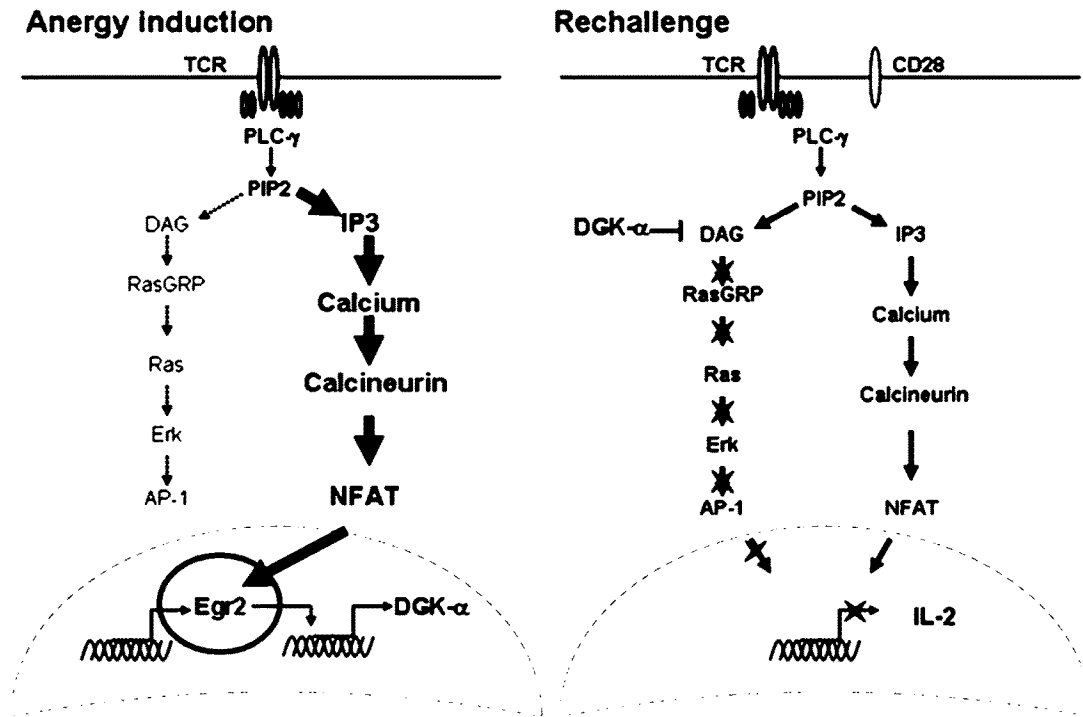 Anergy induction
TCR
PLC-γ
PIP2
DAG
IP3
RasGRP
Calcium
Ras
Calcineurin
Erk
AP-1
NFAT
Egr2
DGK-α
Rechallenge
TCR
CD28
PLC-γ
PIP2
DGK-α
DAG
IP3
RasGRP
Calcium
Ras
Calcineurin
Erk
AP-1
NFAT
IL-2